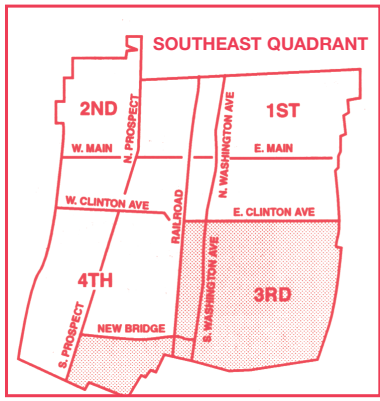 SOUTHEAST QUADRANT
2ND
N. PROSPECT
N. WASHINGTON AVE
1ST
W. MAIN
E. MAIN
W. CLINTON AVE
RAILROAD
E. CLINTON AVE
4TH
S. WASHINGTON AVE
3RD
S. PROSPECT
NEW BRIDGE